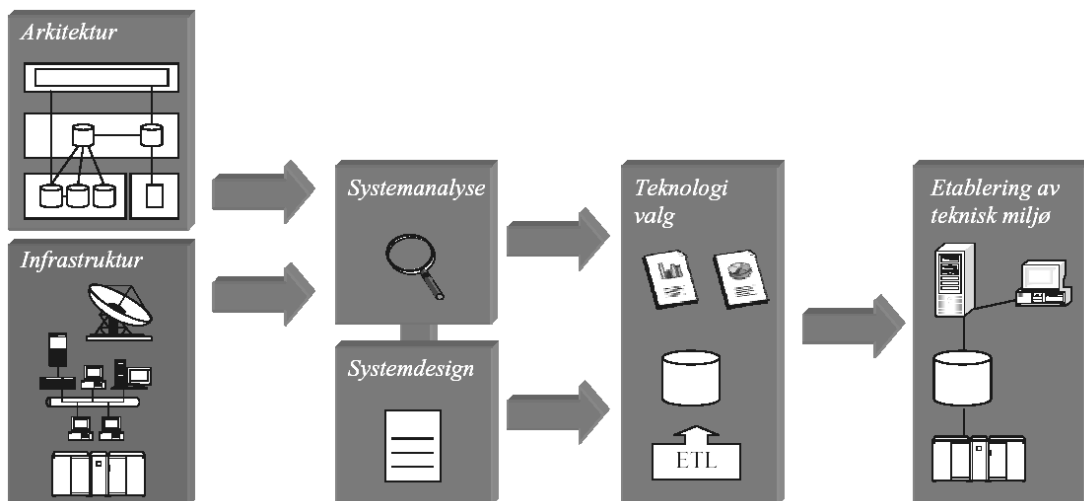 Arkitektur
Infrastruktur
Systemanalyse
Systemdesign
Teknologi
valg
ETL
Etablering av
teknisk miljø